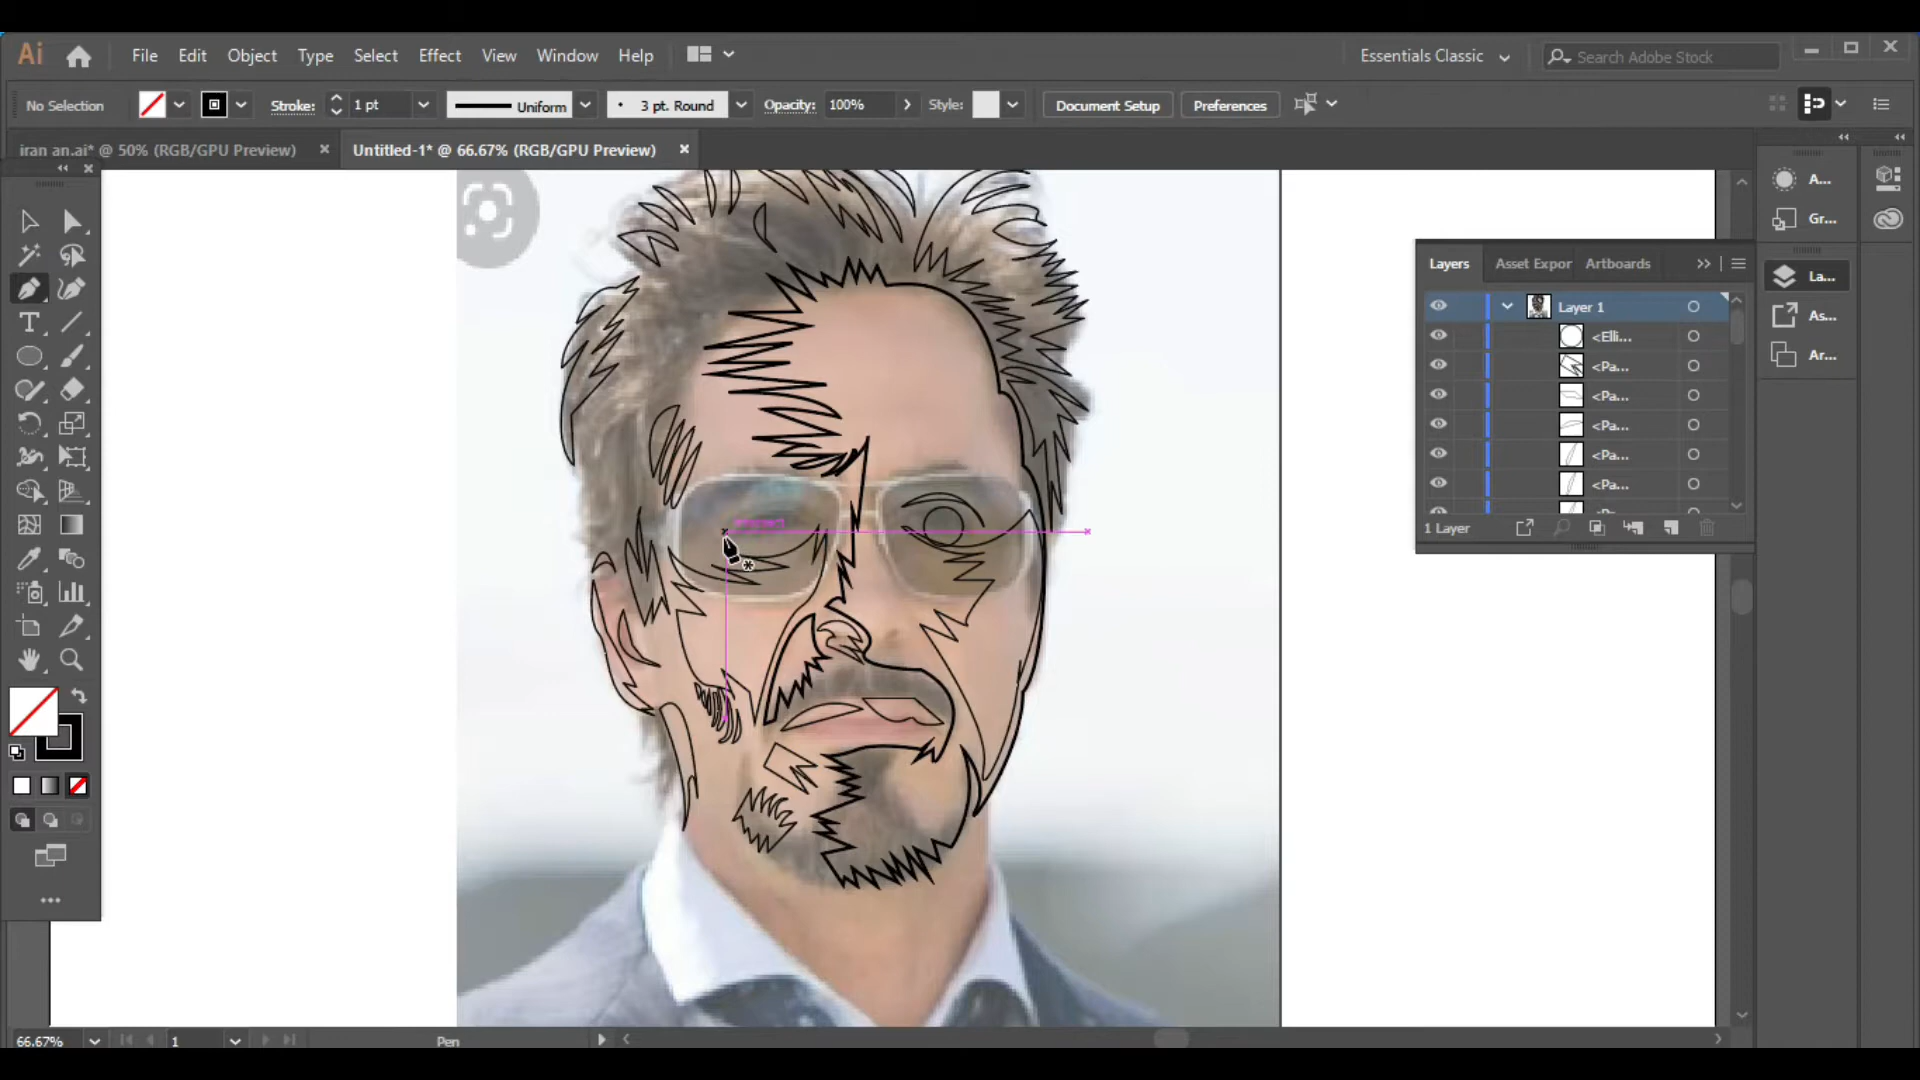 Ai File Edit Object Type Select Effect View Window Help Essentials Classic Search Adobe Stock
No Selection Stroke: 1 pt Uniform 3 pt. Round Opacity: 100% Style: Document Setup Preferences
iran an.ai* @ 50% (RGB/GPU Preview) Untitled-1* @ 66.67% (RGB/GPU Preview)
A...
Gr...
Layers Asset Expor Artboards
La...
Layer 1
As...
<Elli...
Ar...
<Pa...
<Pa...
<Pa...
<Pa...
<Pa...
1 Layer
66.67% 1 Pen